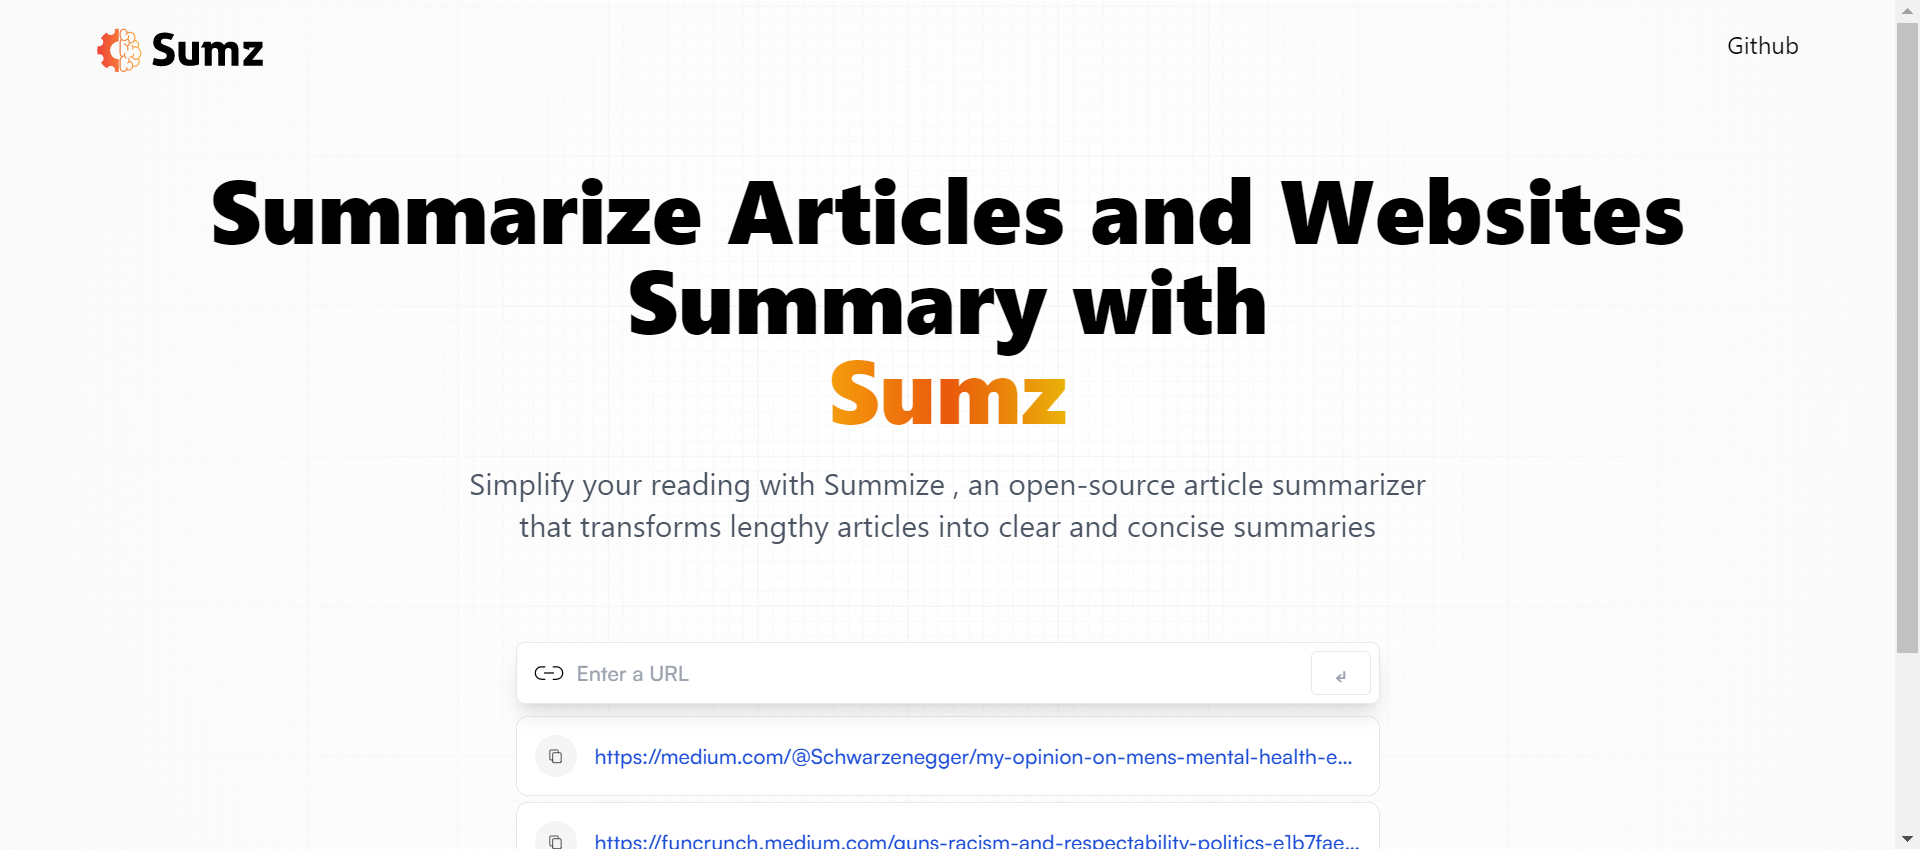 Sumz
Github
Summarize Articles and Websites
Summary with
Sumz
Simplify your reading with Summize , an open-source article summarizer
that transforms lengthy articles into clear and concise summaries
Enter a URL
https://medium.com/@Schwarzenegger/my-opinion-on-mens-mental-health-e...
https://funcrunch.medium.com/guns-racism-and-respectability-politics-e1b7fae...